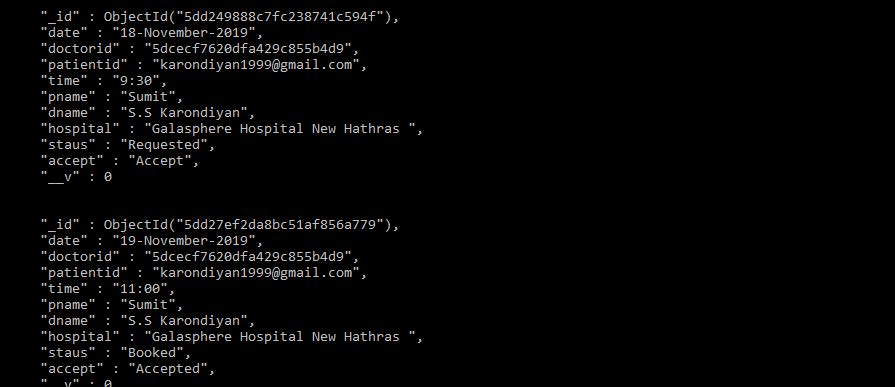 "_id" : ObjectId("5dd249888c7fc238741c594f"),
"date" : "18-November-2019",
"doctorid" : "5dcecf7620dfa429c855b4d9",
"patientid" : "karondiyan1999@gmail.com",
"time" : "9:30",
"pname" : "Sumit",
"dname" : "S.S Karondiyan",
"hospital" : "Galasphere Hospital New Hathras ",
"staus" : "Requested",
"accept" : "Accept",
"__v" : 0
"_id" : ObjectId("5dd27ef2da8bc51af856a779"),
"date" : "19-November-2019",
"doctorid" : "5dcecf7620dfa429c855b4d9",
"patientid" : "karondiyan1999@gmail.com",
"time" : "11:00",
"pname" : "Sumit",
"dname" : "S.S Karondiyan",
"hospital" : "Galasphere Hospital New Hathras ",
"staus" : "Booked",
"accept" : "Accepted",
"__v" : 0